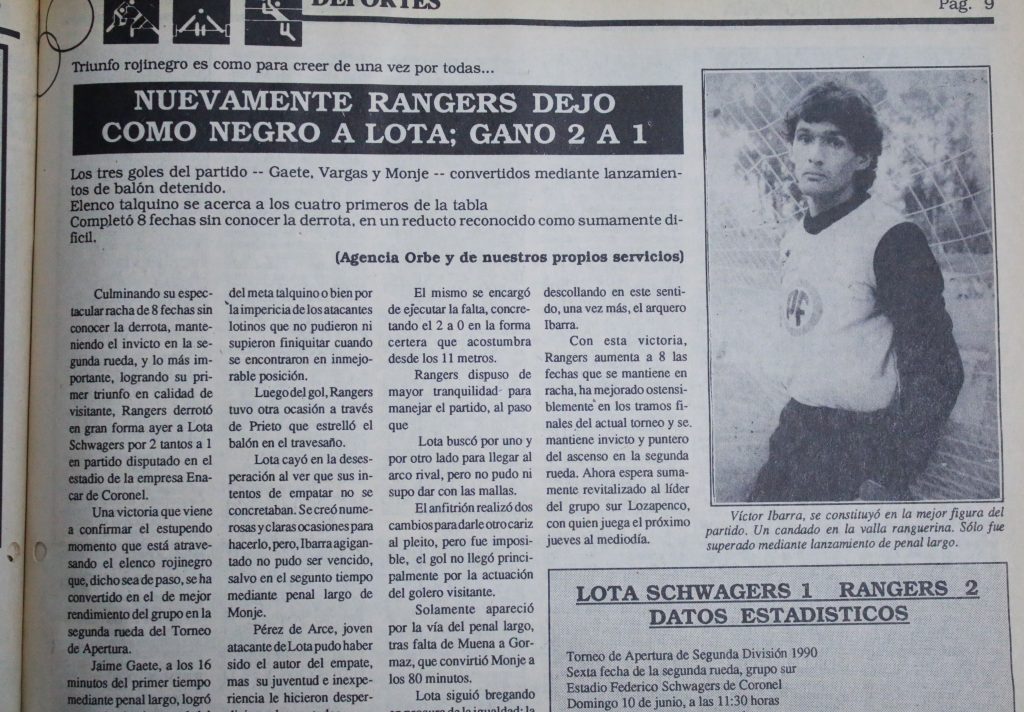 DEPORTES
Pág. 9
Triunfo rojinegro es como para creer de una vez por todas...
NUEVAMENTE RANGERS DEJO
COMO NEGRO A LOTA; GANO 2 A 1
Los tres goles del partido -- Gaete, Vargas y Monje -- convertidos mediante lanzamien-
tos de balón detenido.
Elenco talquino se acerca a los cuatro primeros de la tabla
Completó 8 fechas sin conocer la derrota, en un reducto reconocido como sumamente di-
ficil.
(Agencia Orbe y de nuestros propios servicios)
Culminando su espec-
tacular racha de 8 fechas sin
conocer la derrota, mante-
niendo el invicto en la se-
gunda rueda, y lo más im-
portante, logrando su pri-
mer triunfo en calidad de
visitante, Rangers derrotó
en gran forma ayer a Lota
Schwagers por 2 tantos a 1
en partido disputado en el
estadio de la empresa Ena-
car de Coronel.
Una victoria que viene
a confirmar el estupendo
momento que está atrave-
sando el elenco rojinegro
que, dicho sea de paso, se ha
convertido en el de mejor
rendimiento del grupo en la
segunda rueda del Torneo
de Apertura.
Jaime Gaete, a los 16
minutos del primer tiempo
mediante penal largo, logró
del meta talquino o bien por
la impericia de los atacantes
lotinos que no pudieron ni
supieron finiquitar cuando
se encontraron en inmejo-
rable posición.
Luego del gol, Rangers
tuvo otra ocasión a través
de Prieto que estrelló el
balón en el travesaño.
Lota cayó en la deses-
peración al ver que sus in-
tentos de empatar no se
concretaban. Se creó nume-
rosas y claras ocasiones para
hacerlo, pero, Ibarra agigan-
tado no pudo ser vencido,
salvo en el segunto tiempo
mediante penal largo de
Monje.
Pérez de Arce, joven
atacante de Lota pudo haber
sido el autor del empate,
mas su juventud e inexpe-
riencia le hicieron desper-
El mismo se encargó
de ejecutar la falta, concre-
tando el 2 a 0 en la forma
certera que acostumbra
desde los 11 metros.
Rangers dispuso de
mayor tranquilidad para
manejar el partido, al paso
que
Lota buscó por uno y
por otro lado para llegar al
arco rival, pero no pudo ni
supo dar con las mallas.
El anfitrión realizó dos
cambios para darle otro cariz
al pleito, pero fue imposi-
ble, el gol no llegó princi-
palmente por la actuación
del golero visitante.
Solamente apareció
por la vía del penal largo,
tras falta de Muena a Gor-
maz, que convirtió Monje a
los 80 minutos.
Lota siguió bregando
en procura de la igualdad; la
descollando en este senti-
do, una vez más, el arquero
Ibarra.
Con esta victoria,
Rangers aumenta a 8 las
fechas que se mantiene en
racha, ha mejorado ostensi-
blemente en los tramos fi-
nales del actual torneo y se
mantiene invicto y puntero
del ascenso en la segunda
rueda. Ahora espera suma-
mente revitalizado al líder
del grupo sur Lozapenco,
con quien juega el próximo
jueves al mediodía.
Víctor Ibarra, se constituyó en la mejor figura del
partido. Un candado en la valla ranguerina. Sólo fue
superado mediante lanzamiento de penal largo.
LOTA SCHWAGERS 1 RANGERS 2
DATOS ESTADISTICOS
Torneo de Apertura de Segunda División 1990
Sexta fecha de la segunda rueda, grupo sur
Estadio Federico Schwagers de Coronel
Domingo 10 de junio, a las 11:30 horas